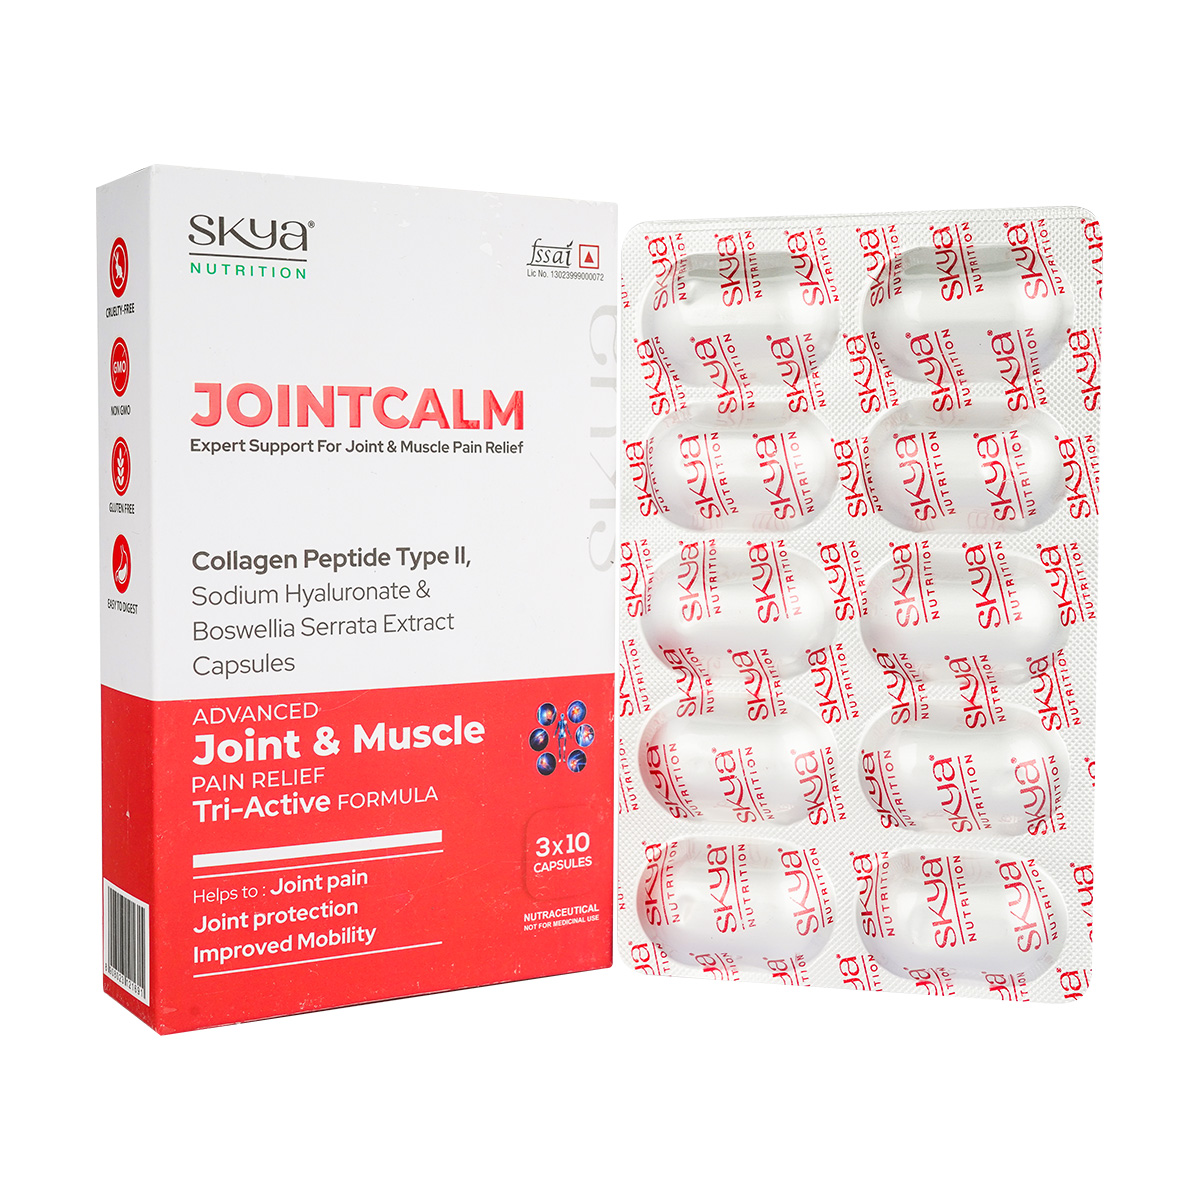 SKYa®
NUTRITION
fssai
Lic No. 13023999000072
CRUELTY-FREE
GMO
NON GMO
GLUTEN FREE
EASY TO DIGEST
JOINTCALM
Expert Support For Joint & Muscle Pain Relief
Collagen Peptide Type II,
Sodium Hyaluronate &
Boswellia Serrata Extract
Capsules
ADVANCED
Joint & Muscle
PAIN RELIEF
Tri-Active FORMULA
3x10
CAPSULES
Helps to : Joint pain
Joint protection
Improved Mobility
NUTRACEUTICAL
NOT FOR MEDICINAL USE
SKYa
SKYa®
NUTRITION